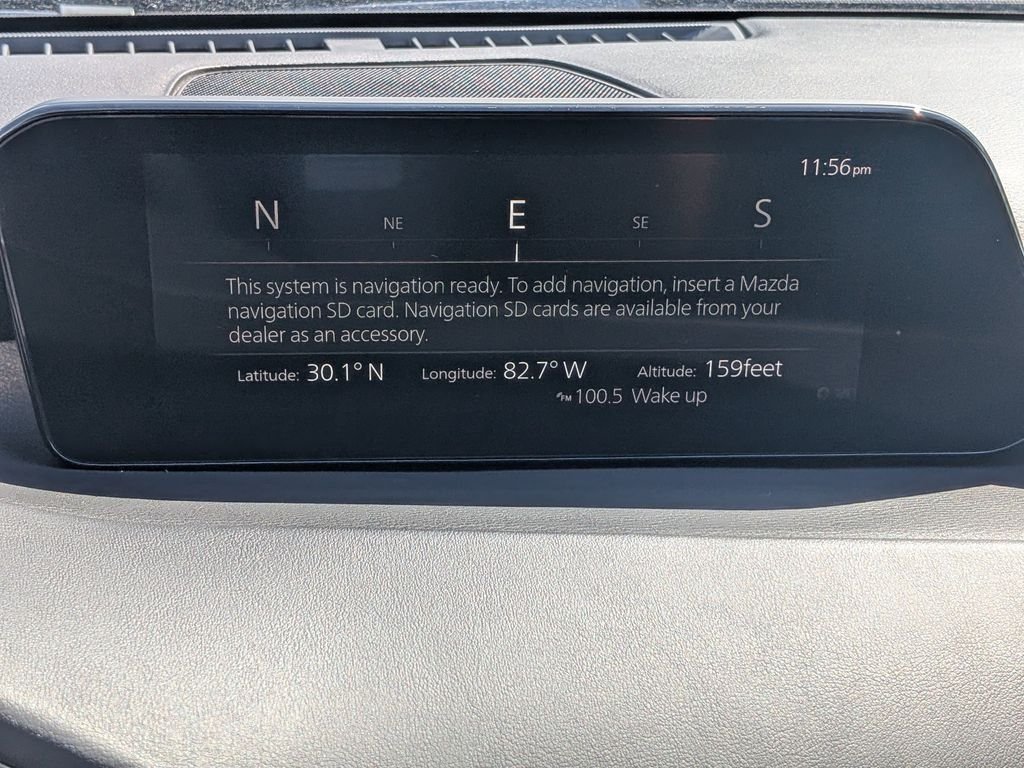 11:56pm
N NE E SE S
This system is navigation ready. To add navigation, insert a Mazda
navigation SD card. Navigation SD cards are available from your
dealer as an accessory.
Latitude: 30.1° N Longitude: 82.7° W Altitude: 159feet
FM 100.5 Wake up